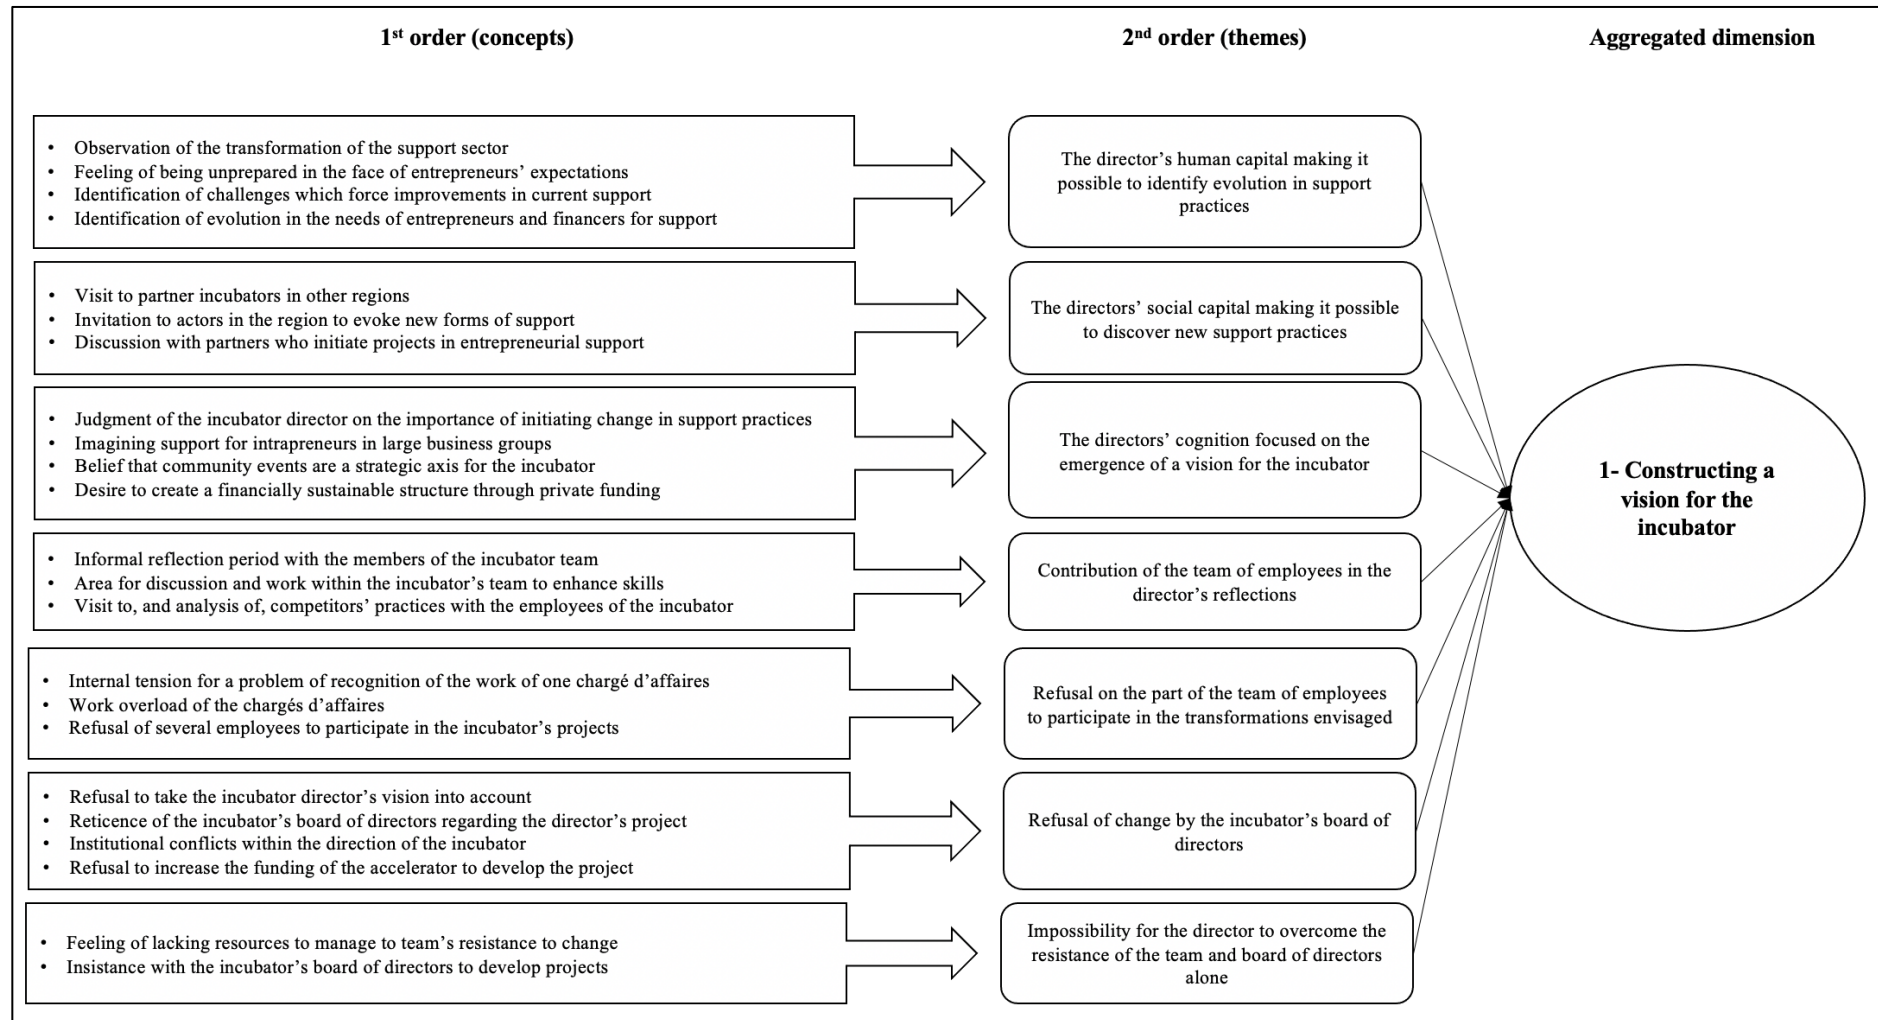 1st order (concepts)
2nd order (themes)
Aggregated dimension
• Observation of the transformation of the support sector
• Feeling of being unprepared in the face of entrepreneurs’ expectations
• Identification of challenges which force improvements in current support
• Identification of evolution in the needs of entrepreneurs and financers for support
The director’s human capital making it
possible to identify evolution in support
practices
• Visit to partner incubators in other regions
• Invitation to actors in the region to evoke new forms of support
• Discussion with partners who initiate projects in entrepreneurial support
The directors’ social capital making it possible
to discover new support practices
• Judgment of the incubator director on the importance of initiating change in support practices
• Imagining support for intrapreneurs in large business groups
• Belief that community events are a strategic axis for the incubator
• Desire to create a financially sustainable structure through private funding
The directors’ cognition focused on the
emergence of a vision for the incubator
• Informal reflection period with the members of the incubator team
• Area for discussion and work within the incubator’s team to enhance skills
• Visit to, and analysis of, competitors’ practices with the employees of the incubator
Contribution of the team of employees in the
director’s reflections
• Internal tension for a problem of recognition of the work of one chargé d’affaires
• Work overload of the chargés d’affaires
• Refusal of several employees to participate in the incubator’s projects
Refusal on the part of the team of employees
to participate in the transformations envisaged
• Refusal to take the incubator director’s vision into account
• Reticence of the incubator’s board of directors regarding the director’s project
• Institutional conflicts within the direction of the incubator
• Refusal to increase the funding of the accelerator to develop the project
Refusal of change by the incubator’s board of
directors
• Feeling of lacking resources to manage to team’s resistance to change
• Insistance with the incubator’s board of directors to develop projects
Impossibility for the director to overcome the
resistance of the team and board of directors
alone
1- Constructing a
vision for the
incubator